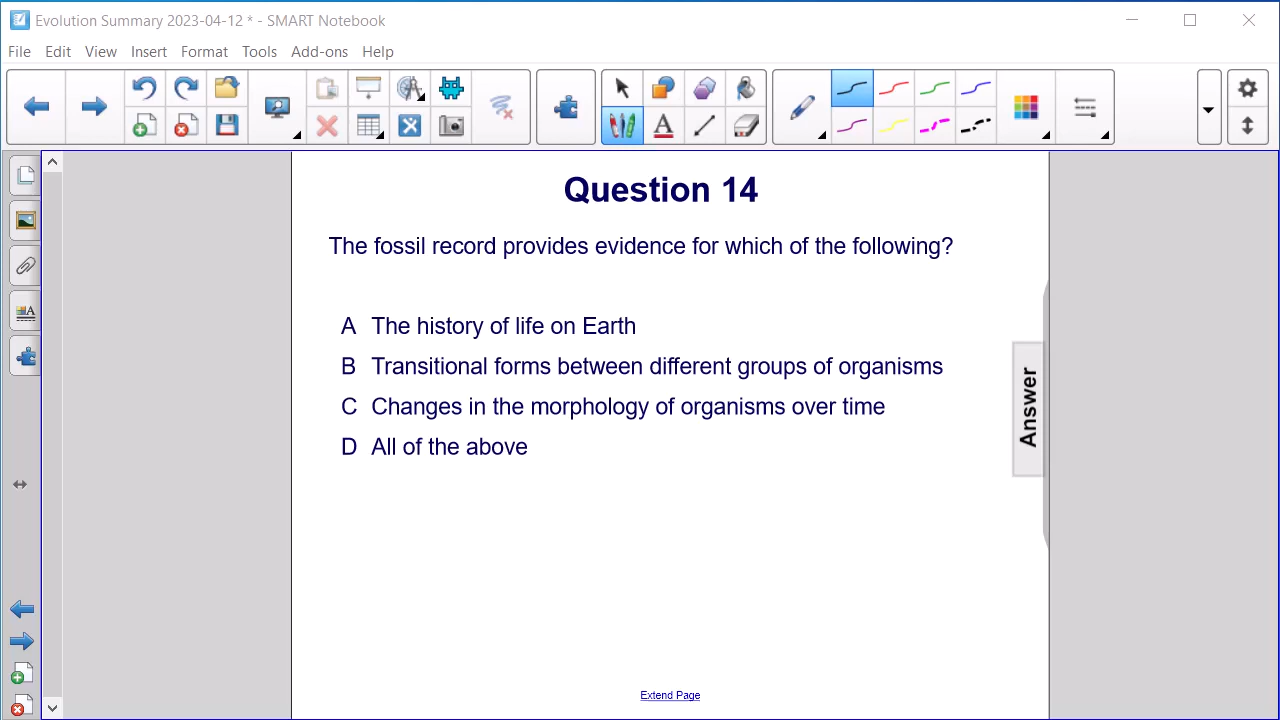 Evolution Summary 2023-04-12 * - SMART Notebook
File Edit View Insert Format Tools Add-ons Help
Question 14
The fossil record provides evidence for which of the following?
A The history of life on Earth
B Transitional forms between different groups of organisms
C Changes in the morphology of organisms over time
D All of the above
Answer
Extend Page